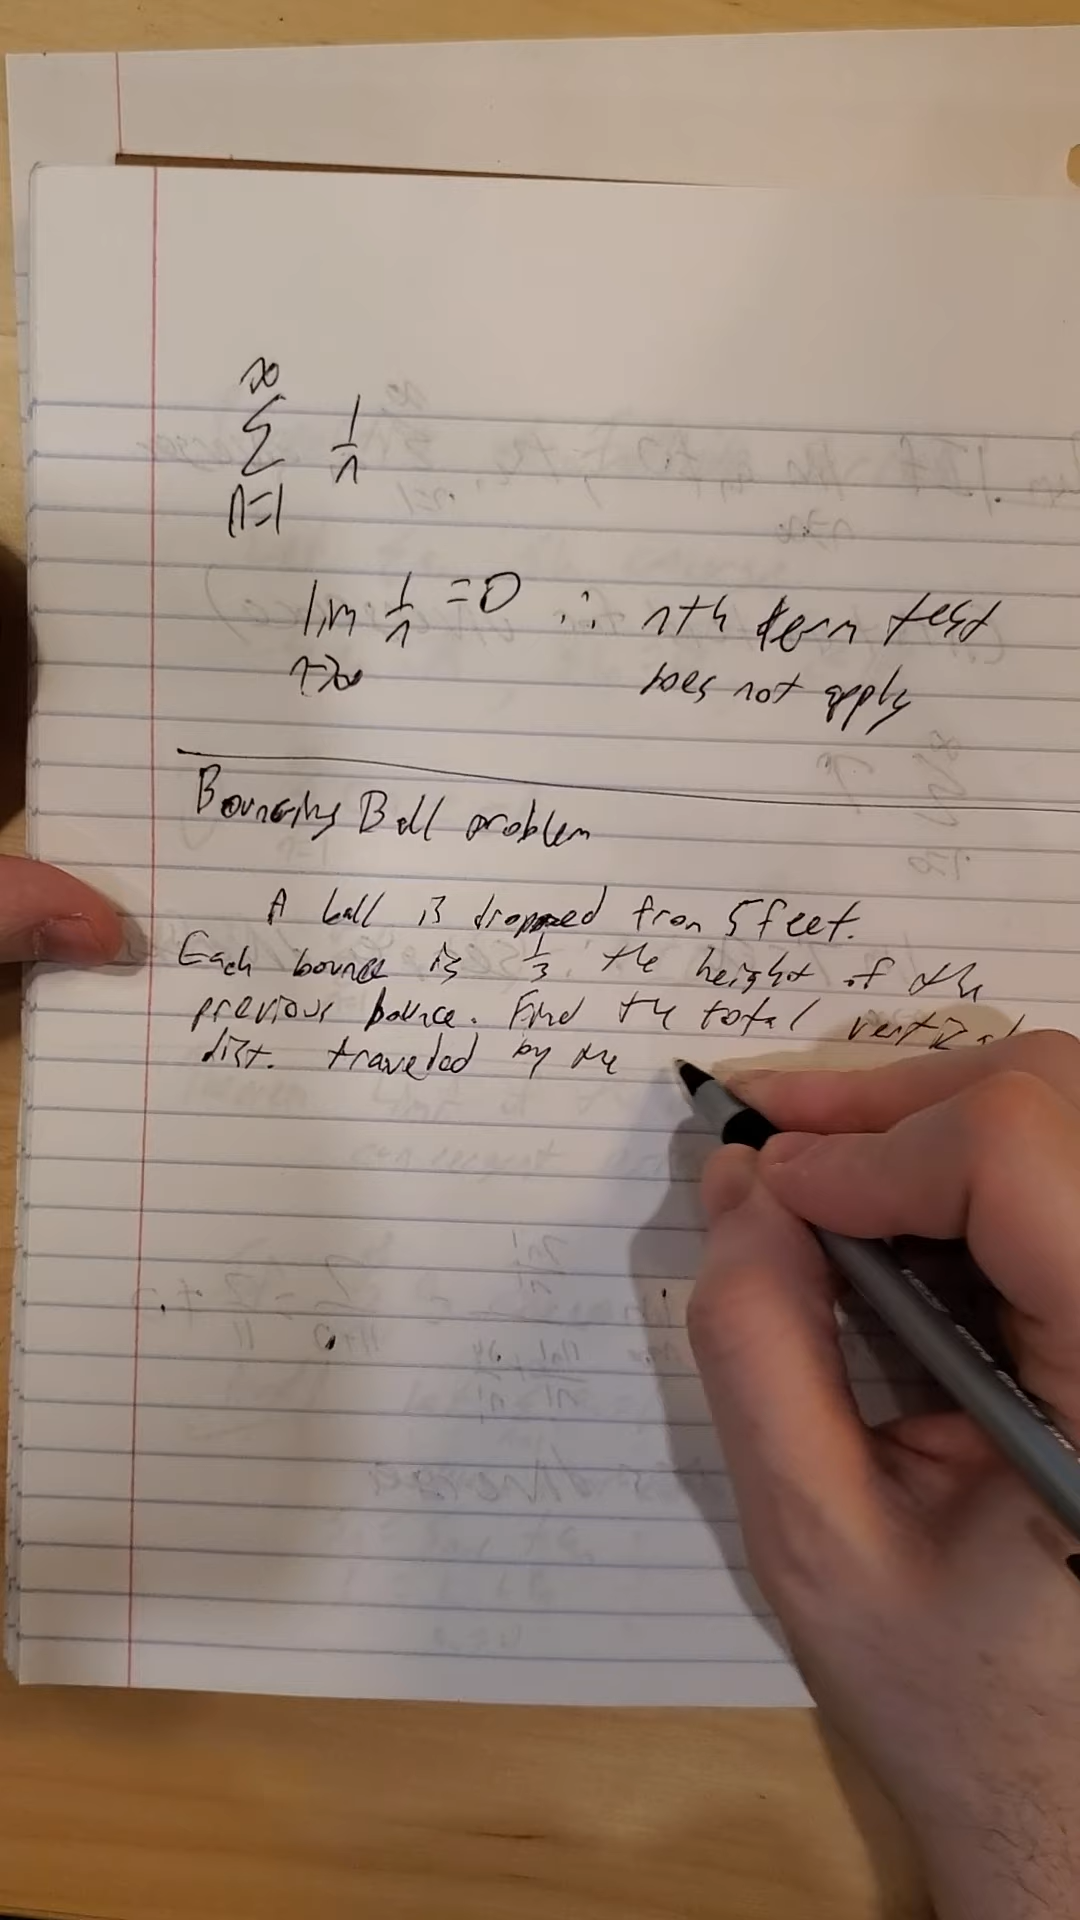 ∞
Σ 1/n
n=1
lim 1/n = 0 ∴ nth term test
n→∞ does not apply
Bouncing Ball problem
A ball is dropped from 5 feet.
Each bounce is 1/3 the height of the
previous bounce. Find the total vertical
dist. traveled by the